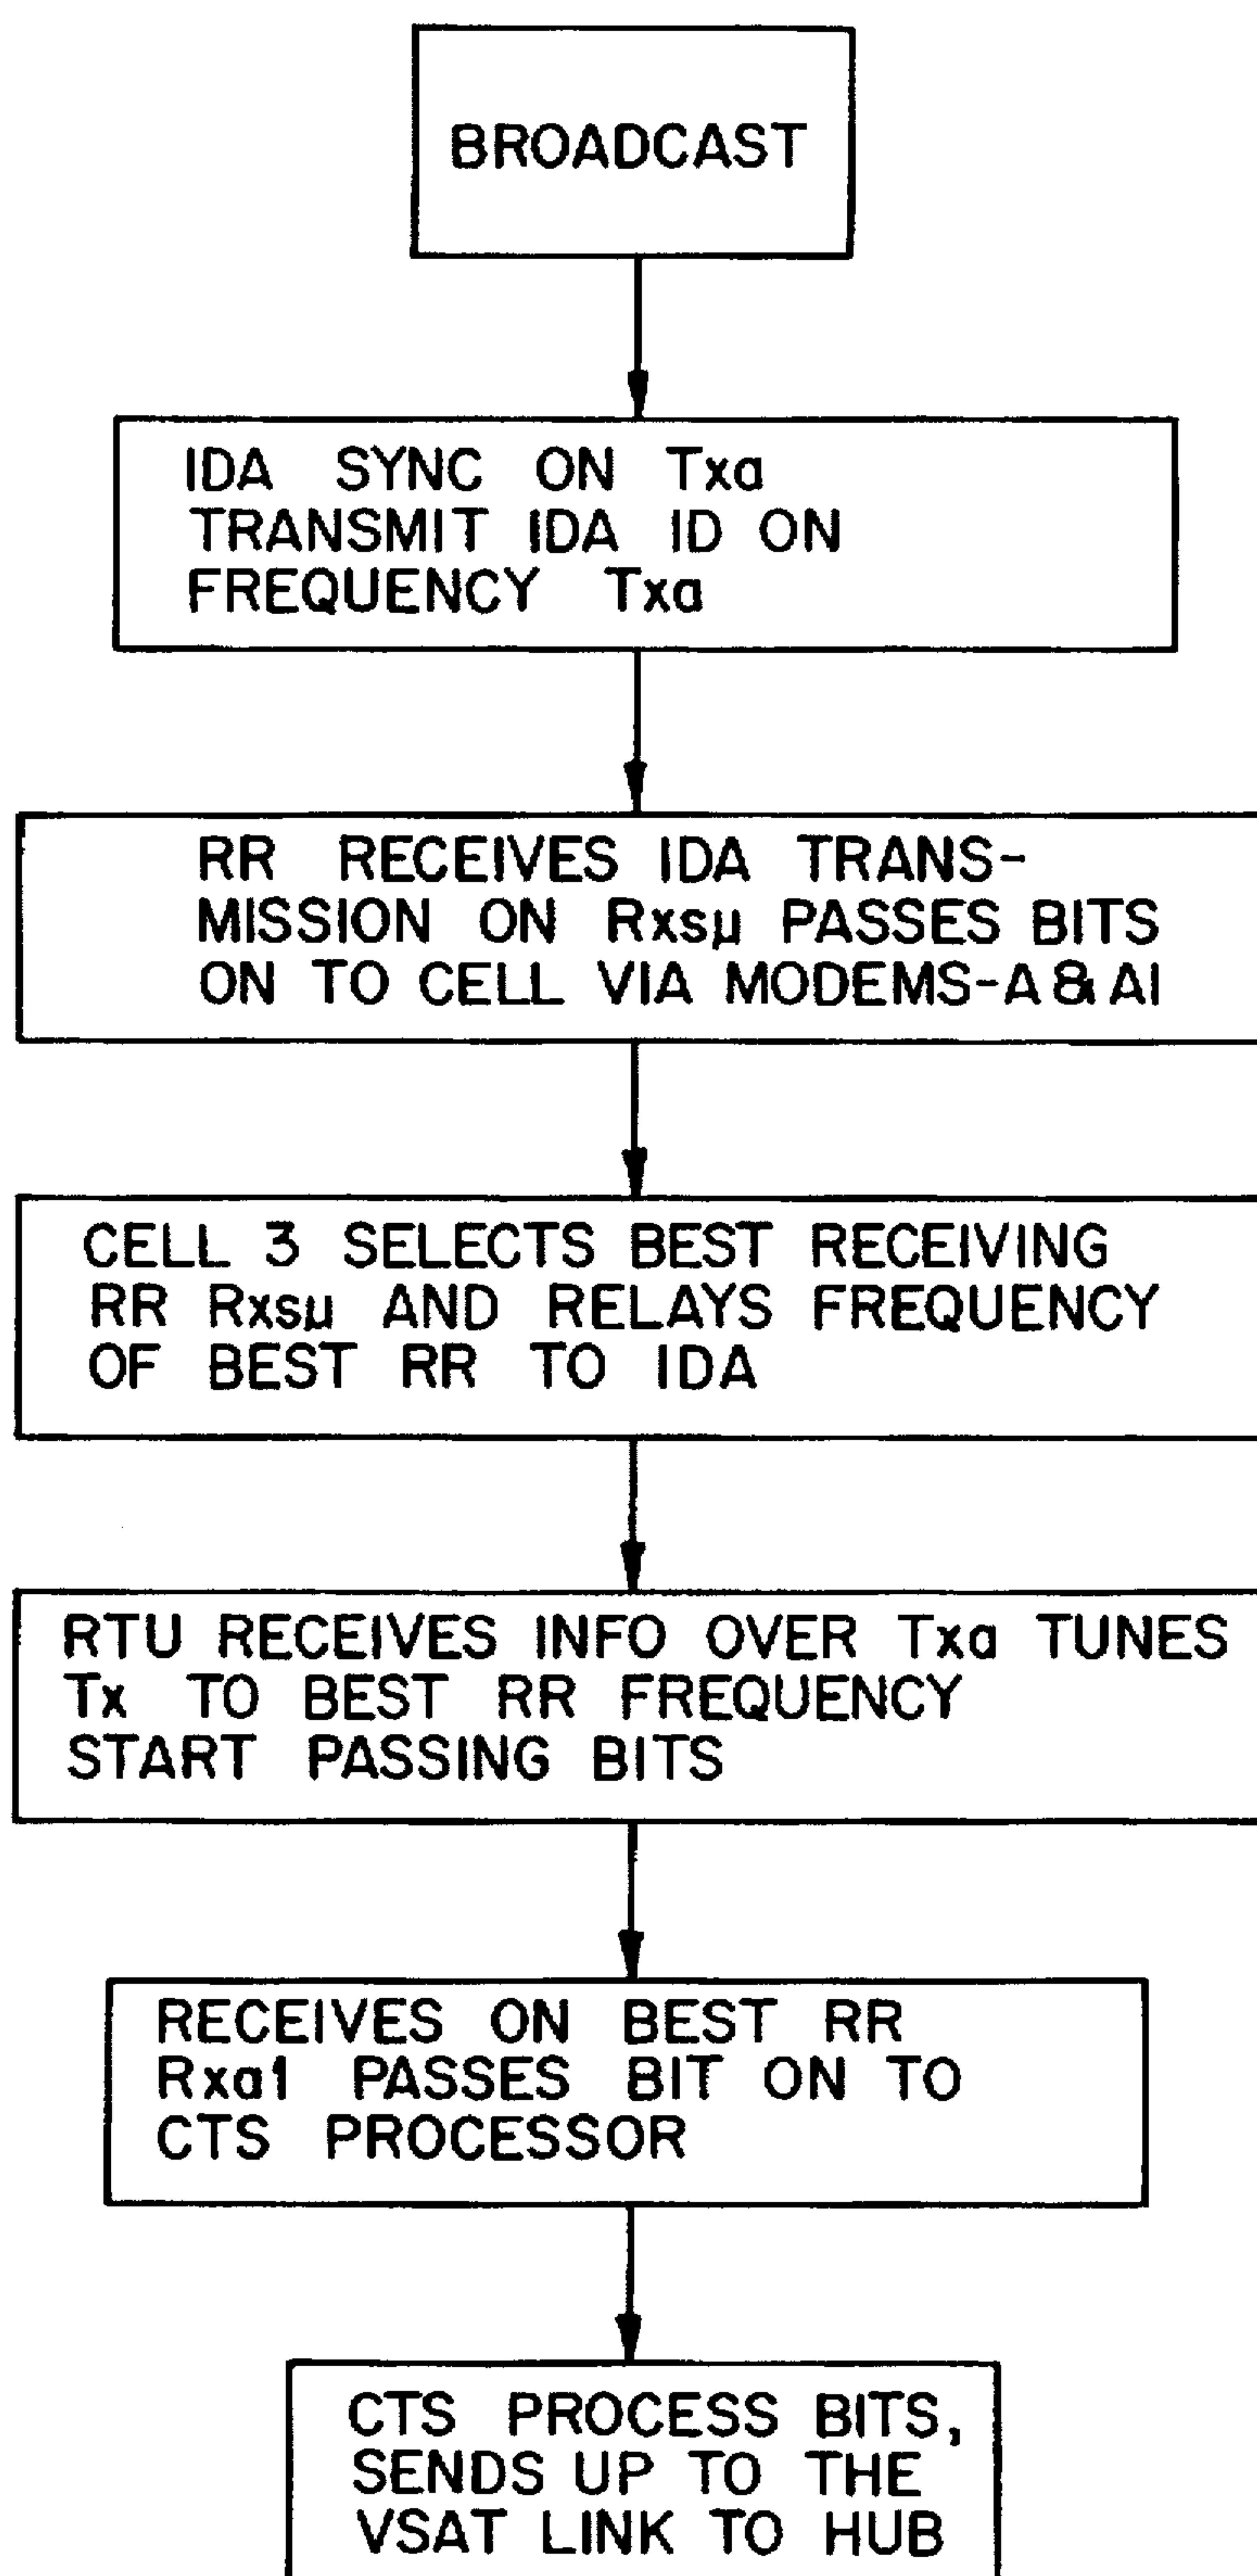 BROADCAST
IDA SYNC ON Txa
TRANSMIT IDA ID ON
FREQUENCY Txa
RR RECEIVES IDA TRANS-
MISSION ON Rxsμ PASSES BITS
ON TO CELL VIA MODEMS-A & A1
CELL 3 SELECTS BEST RECEIVING
RR Rxsμ AND RELAYS FREQUENCY
OF BEST RR TO IDA
RTU RECEIVES INFO OVER Txa TUNES
Tx TO BEST RR FREQUENCY
START PASSING BITS
RECEIVES ON BEST RR
Rxa1 PASSES BIT ON TO
CTS PROCESSOR
CTS PROCESS BITS,
SENDS UP TO THE
VSAT LINK TO HUB